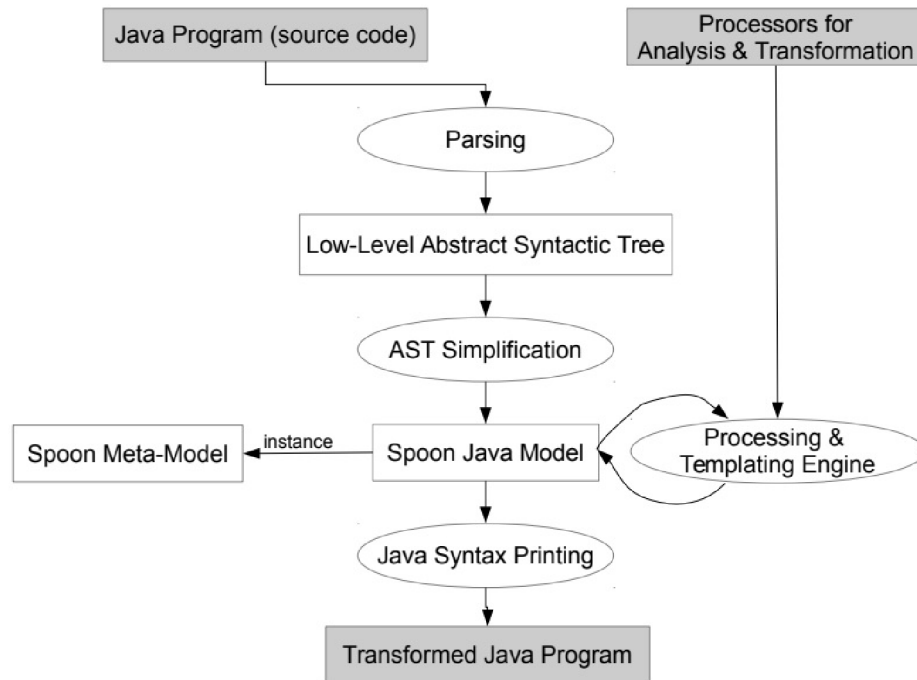 Java Program (source code)
Processors for
Analysis & Transformation
Parsing
Low-Level Abstract Syntactic Tree
AST Simplification
Spoon Meta-Model
instance
Spoon Java Model
Processing &
Templating Engine
Java Syntax Printing
Transformed Java Program